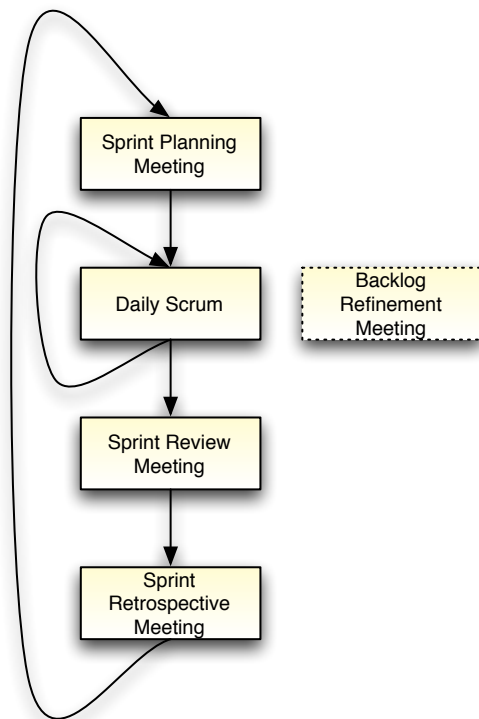 Sprint Planning
Meeting
Daily Scrum
Backlog
Refinement
Meeting
Sprint Review
Meeting
Sprint
Retrospective
Meeting